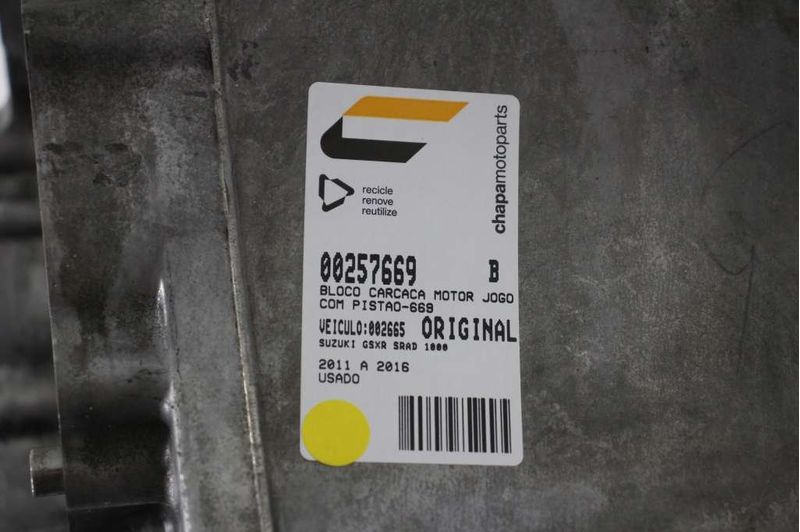 chapamotoparts
recicle
renove
reutilize
00257669 B
BLOCO CARCACA MOTOR JOGO
COM PISTAO-669
VEICULO:002665 ORIGINAL
SUZUKI GSXR SRAD 1000
2011 A 2016
USADO